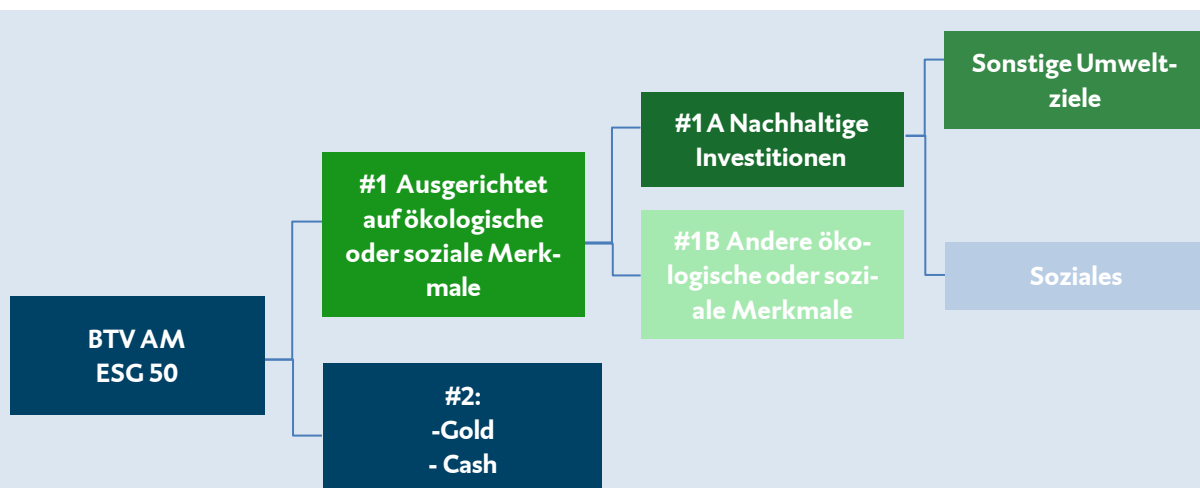 BTV AM
ESG 50
#1 Ausgerichtet
auf ökologische
oder soziale Merk-
male
#2:
-Gold
- Cash
#1A Nachhaltige
Investitionen
#1B Andere öko-
logische oder sozi-
ale Merkmale
Sonstige Umwelt-
ziele
Soziales